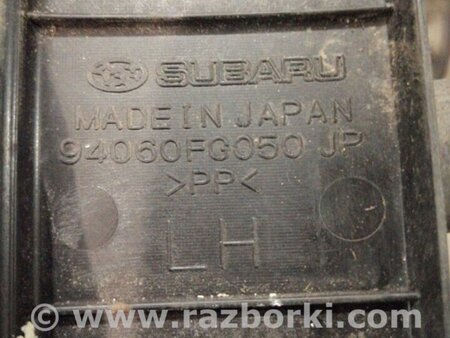 SUBARU
MADE IN JAPAN
94060FG050 JP
>PP<
LH
www.razborki.com